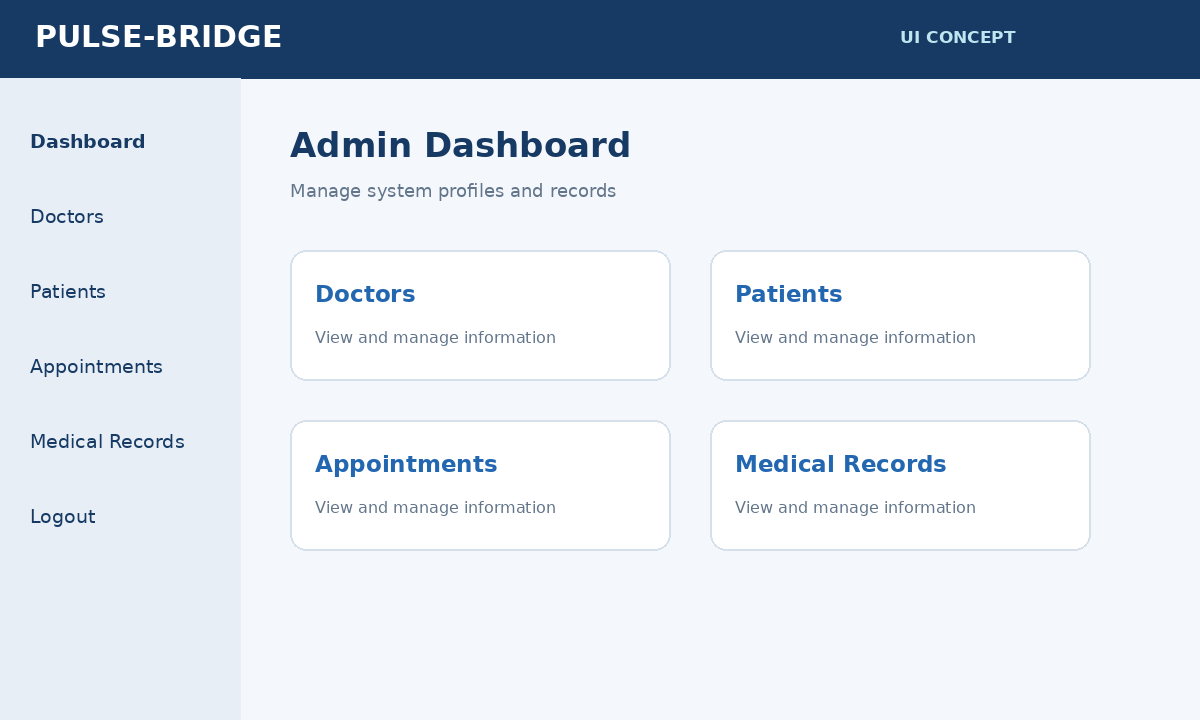 PULSE-BRIDGE
UI CONCEPT
Dashboard
Doctors
Patients
Appointments
Medical Records
Logout
Admin Dashboard
Manage system profiles and records
Doctors
View and manage information
Patients
View and manage information
Appointments
View and manage information
Medical Records
View and manage information